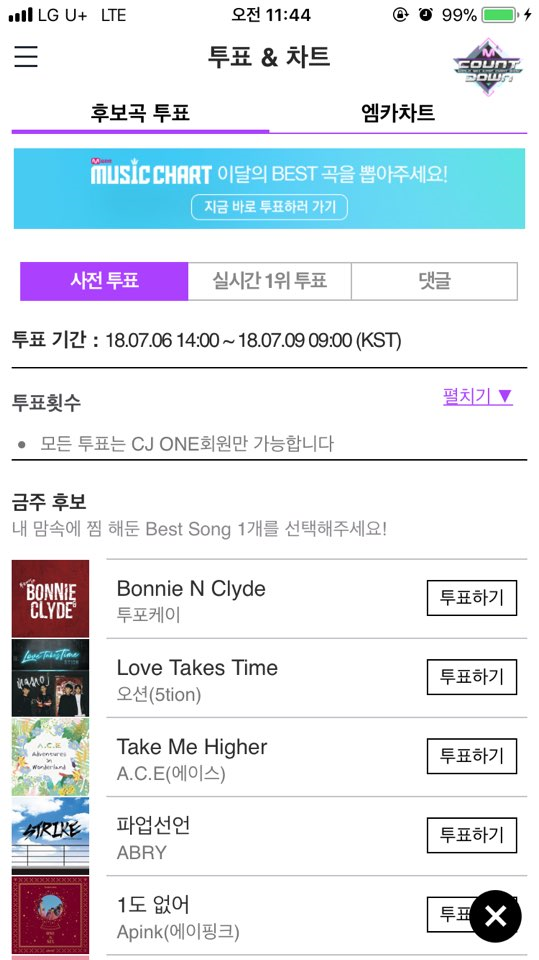 LG U+ LTE 오전 11:44 99%
투표 & 차트
M COUNT DOWN
후보곡 투표 엠카차트
MUSIC CHART 이달의 BEST 곡을 뽑아주세요!
지금 바로 투표하러 가기
사전 투표 실시간 1위 투표 댓글
투표 기간 : 18.07.06 14:00 ~ 18.07.09 09:00 (KST)
투표횟수 펼치기 ▼
• 모든 투표는 CJ ONE회원만 가능합니다
금주 후보
내 맘속에 찜 해둔 Best Song 1개를 선택해주세요!
BONNIE
CLYDE
Bonnie N Clyde
투포케이
투표하기
Love Takes Time
5TION
Love Takes Time
오션(5tion)
투표하기
A.C.E
Adventures
in
Wonderland
Take Me Higher
A.C.E(에이스)
투표하기
STRIKE
파업선언
ABRY
투표하기
1도 없어
Apink(에이핑크)
투표